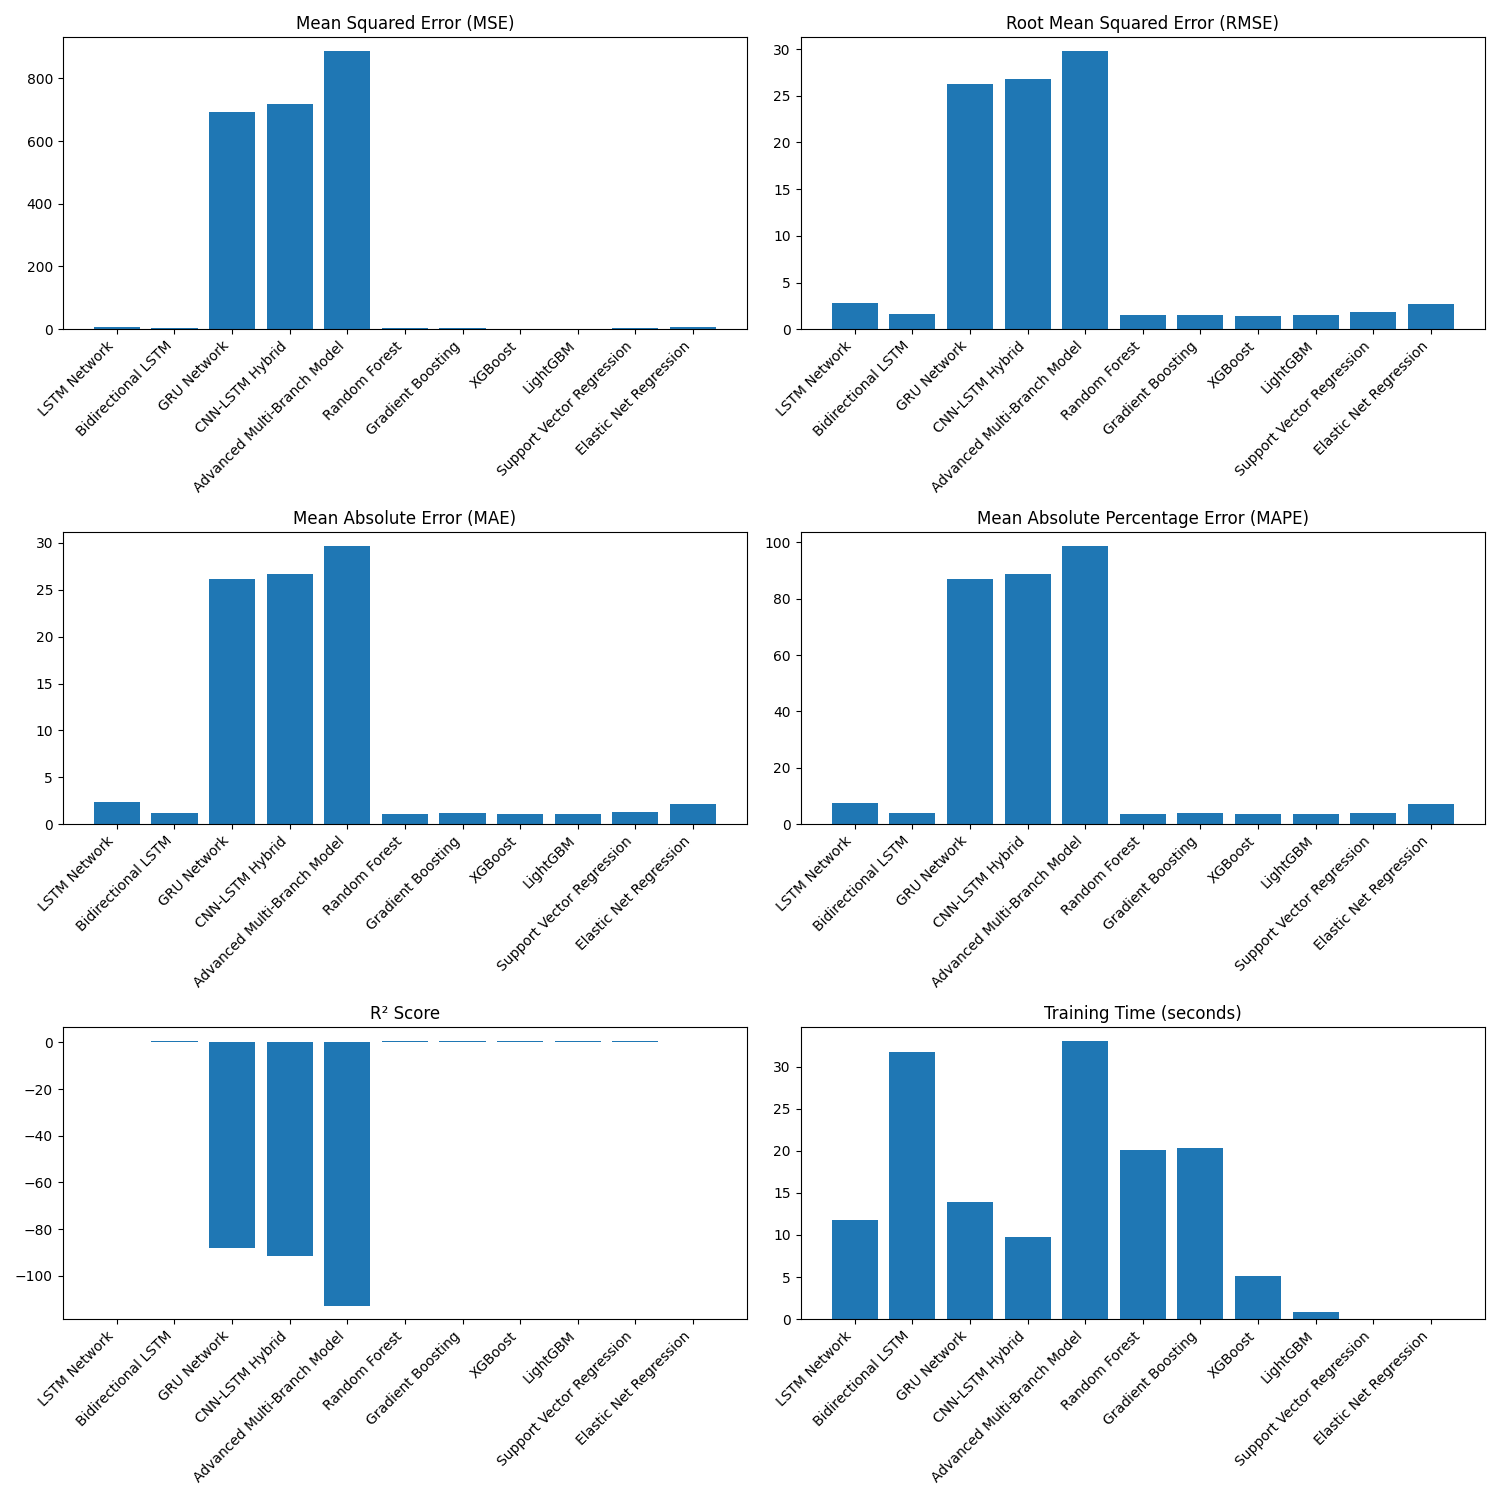 Mean Squared Error (MSE)
800
600
400
200
0
LSTM Network
Bidirectional LSTM
GRU Network
CNN-LSTM Hybrid
Advanced Multi-Branch Model
Random Forest
Gradient Boosting
XGBoost
LightGBM
Support Vector Regression
Elastic Net Regression
Root Mean Squared Error (RMSE)
30
25
20
15
10
5
0
LSTM Network
Bidirectional LSTM
GRU Network
CNN-LSTM Hybrid
Advanced Multi-Branch Model
Random Forest
Gradient Boosting
XGBoost
LightGBM
Support Vector Regression
Elastic Net Regression
Mean Absolute Error (MAE)
30
25
20
15
10
5
0
LSTM Network
Bidirectional LSTM
GRU Network
CNN-LSTM Hybrid
Advanced Multi-Branch Model
Random Forest
Gradient Boosting
XGBoost
LightGBM
Support Vector Regression
Elastic Net Regression
Mean Absolute Percentage Error (MAPE)
100
80
60
40
20
0
LSTM Network
Bidirectional LSTM
GRU Network
CNN-LSTM Hybrid
Advanced Multi-Branch Model
Random Forest
Gradient Boosting
XGBoost
LightGBM
Support Vector Regression
Elastic Net Regression
R² Score
0
−20
−40
−60
−80
−100
LSTM Network
Bidirectional LSTM
GRU Network
CNN-LSTM Hybrid
Advanced Multi-Branch Model
Random Forest
Gradient Boosting
XGBoost
LightGBM
Support Vector Regression
Elastic Net Regression
Training Time (seconds)
30
25
20
15
10
5
0
LSTM Network
Bidirectional LSTM
GRU Network
CNN-LSTM Hybrid
Advanced Multi-Branch Model
Random Forest
Gradient Boosting
XGBoost
LightGBM
Support Vector Regression
Elastic Net Regression